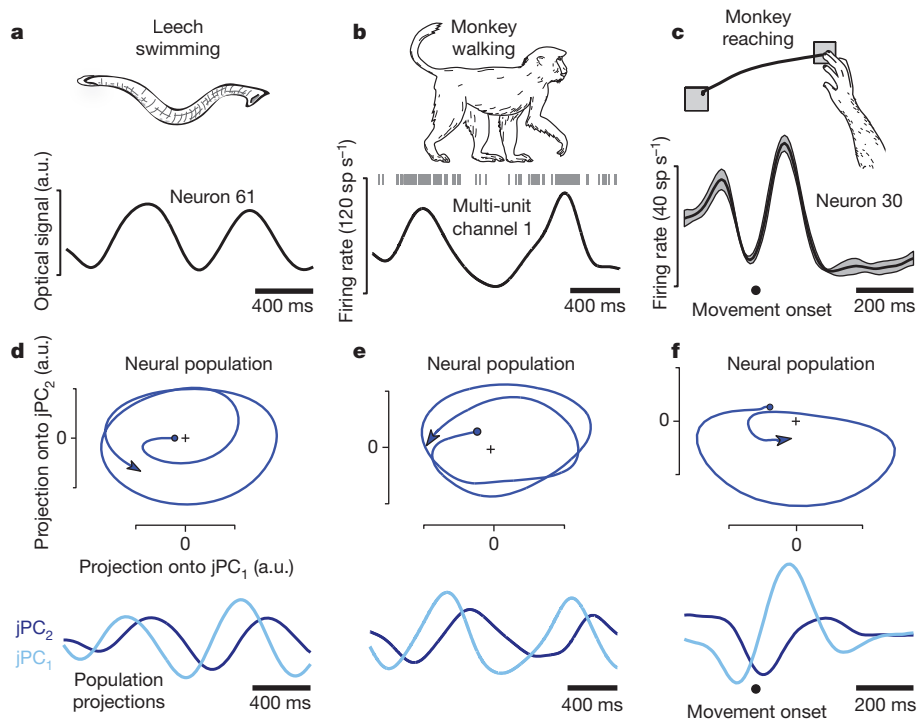 a
Leech
swimming
Optical signal (a.u.)
Neuron 61
400 ms
b
Monkey
walking
Firing rate (120 sp s⁻¹)
Multi-unit
channel 1
400 ms
c
Monkey
reaching
Firing rate (40 sp s⁻¹)
Neuron 30
Movement onset
200 ms
d
Neural population
Projection onto jPC₂ (a.u.)
0
0
Projection onto jPC₁ (a.u.)
jPC₂
jPC₁
Population
projections
400 ms
e
Neural population
0
0
400 ms
f
Neural population
0
0
Movement onset
200 ms